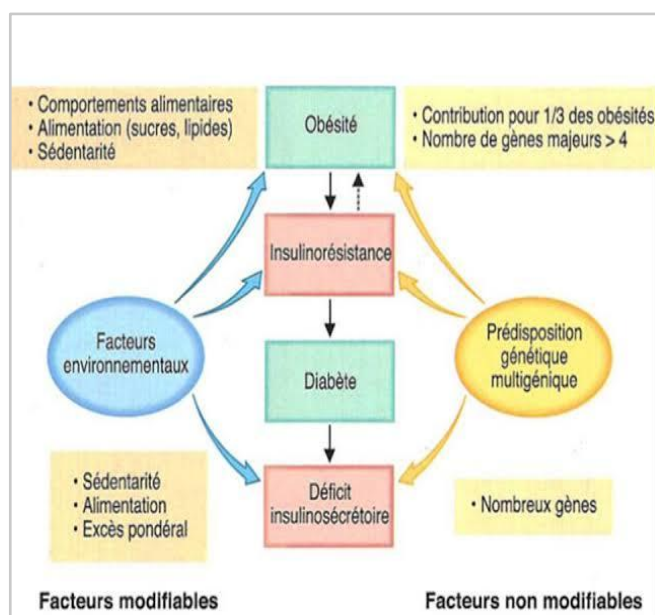 • Comportements alimentaires
• Alimentation (sucres, lipides)
• Sédentarité
Obésité
• Contribution pour 1/3 des obésités
• Nombre de gènes majeurs > 4
Insulinorésistance
Facteurs
environnementaux
Prédisposition
génétique
multigénique
Diabète
• Sédentarité
• Alimentation
• Excès pondéral
Déficit
insulinosécrétoire
• Nombreux gènes
Facteurs modifiables
Facteurs non modifiables